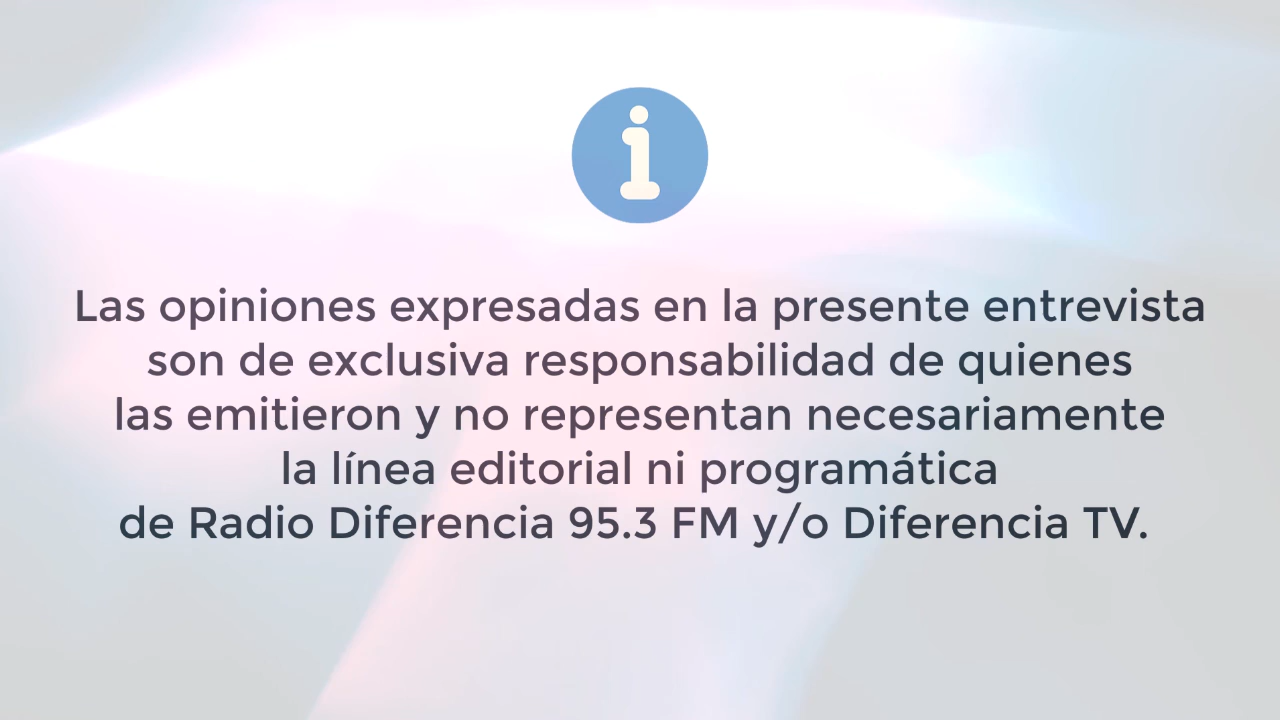 Las opiniones expresadas en la presente entrevista
son de exclusiva responsabilidad de quienes
las emitieron y no representan necesariamente
la línea editorial ni programática
de Radio Diferencia 95.3 FM y/o Diferencia TV.